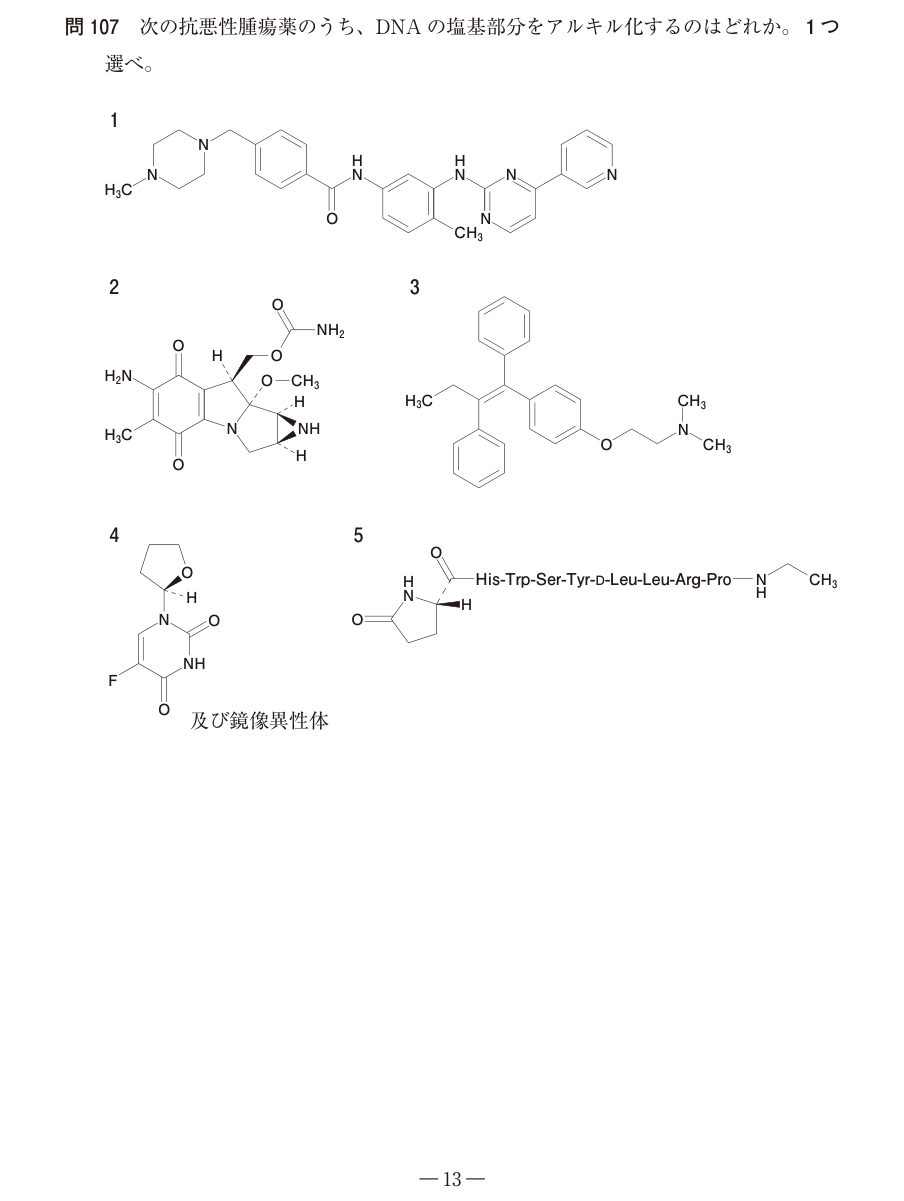 問 107 次の抗悪性腫瘍薬のうち、DNA の塩基部分をアルキル化するのはどれか。1つ
選べ。
1
N
N
H₃C
O
H
N
H
N
CH₃
N
N
N
2
O
NH₂
O
H
O
H₂N
O—CH₃
H
H₃C
N
NH
H
O
3
H₃C
CH₃
N
O
CH₃
4
O
H
N
O
NH
F
O
及び鏡像異性体
5
O
His-Trp-Ser-Tyr-D-Leu-Leu-Arg-Pro
N
H
CH₃
H
N
H
O
— 13 —